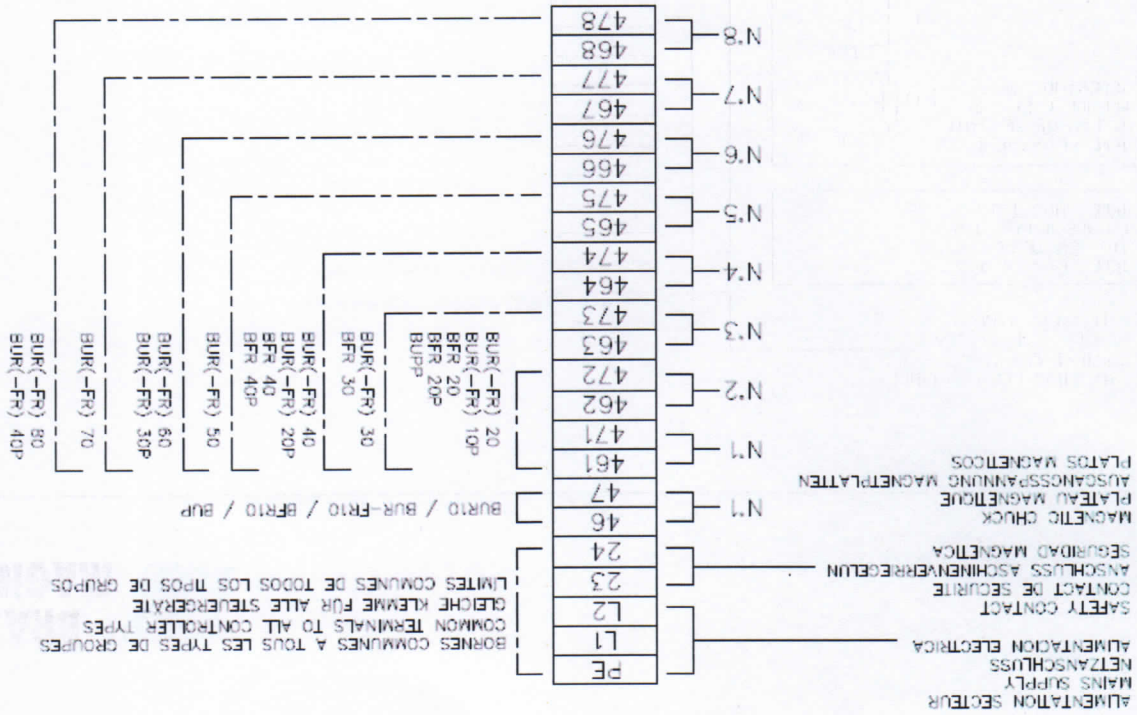 ALIMENTATION SECTEUR
MAINS SUPPLY
NETZANSCHLUSS
ALIMENTACION ELECTRICA
SAFETY CONTACT
CONTACT DE SECURITE
ANSCHLUSS ASCHINENVERREGELUN
SEGURIDAD MAGNETICA
MAGNETIC CHUCK
PLATEAU MAGNETIQUE
AUSGANGSSPANNUNG MAGNETPLATTEN
PLATOS MAGNETICOS
N°1
N°1
N°2
N°3
N°4
N°5
N°6
N°7
N°8
PE
L1
L2
23
24
46
47
461
471
462
472
463
473
464
474
465
475
466
476
467
477
468
478
BORNES COMMUNES A TOUS LES TYPES DE GROUPES
COMMON TERMINALS TO ALL CONTROLLER TYPES
GLEICHE KLEMME FÜR ALLE STEUERGERÄTE
LIMITES COMUNES DE TODOS LOS TIPOS DE GRUPOS
BUR10 / BUR-FR10 / BFR10 / BUP
BUR(-FR) 20
BUR(-FR) 10P
BFR 20
BFR 20P
BUP-P
BUR(-FR) 30
BFR 30
BUR(-FR) 40
BUR(-FR) 20P
BFR 40
BFR 40P
BUR(-FR) 50
BUR(-FR) 60
BUR(-FR) 30P
BUR(-FR) 70
BUR(-FR) 80
BUR(-FR) 40P